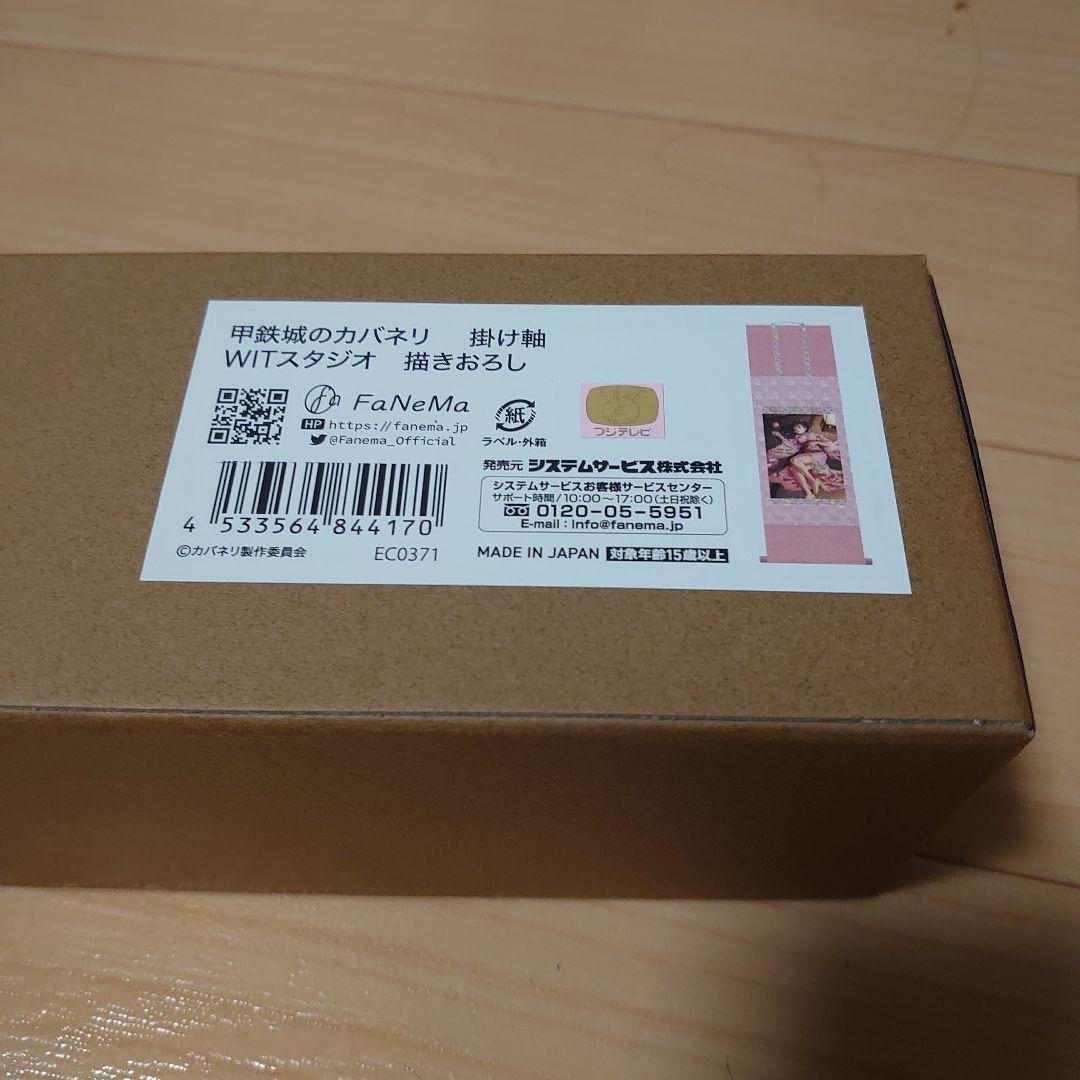 甲鉄城のカバネリ 掛け軸
WITスタジオ 描きおろし
FaNeMa
HP https://fanema.jp
@Fanema_Official
紙
ラベル・外箱
フジテレビ
発売元 システムサービス株式会社
システムサービスお客様サービスセンター
サポート時間/10:00〜17:00(土日祝除く)
0120-05-5951
E-mail:info@fanema.jp
4 533564 844170
©カバネリ製作委員会 EC0371
MADE IN JAPAN 対象年齢15歳以上